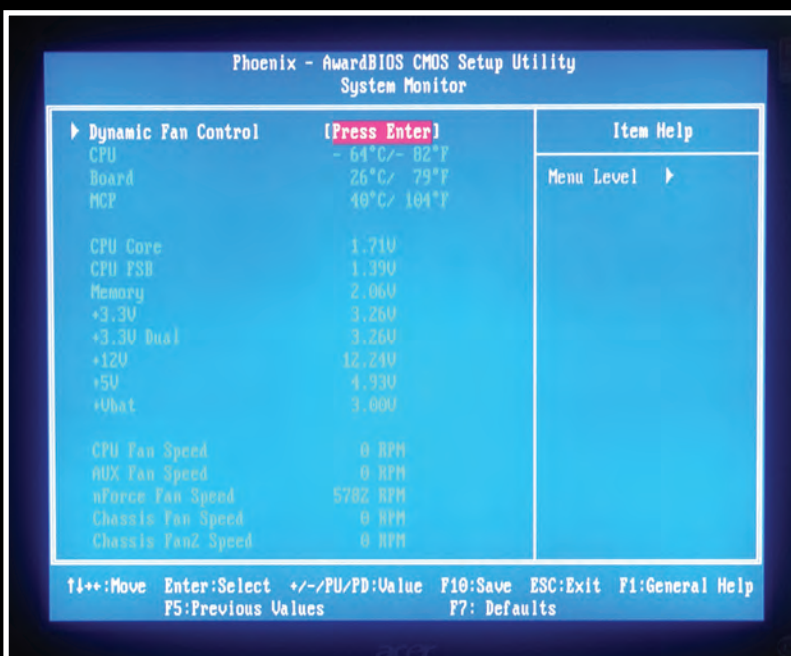 Phoenix - AwardBIOS CMOS Setup Utility
System Monitor
Dynamic Fan Control [Press Enter]
CPU - 64°C/- 82°F
Board 26°C/ 79°F
MCP 40°C/ 104°F
CPU Core 1.71V
CPU FSB 1.39V
Memory 2.06V
+3.3V 3.26V
+3.3V Dual 3.26V
+12V 12.24V
+5V 4.93V
+Vbat 3.00V
CPU Fan Speed 0 RPM
AUX Fan Speed 0 RPM
nForce Fan Speed 5782 RPM
Chassis Fan Speed 0 RPM
Chassis Fan2 Speed 0 RPM
Item Help
Menu Level
↑↓↔:Move Enter:Select +/-/PU/PD:Value F10:Save ESC:Exit F1:General Help
F5:Previous Values F7: Defaults
acer